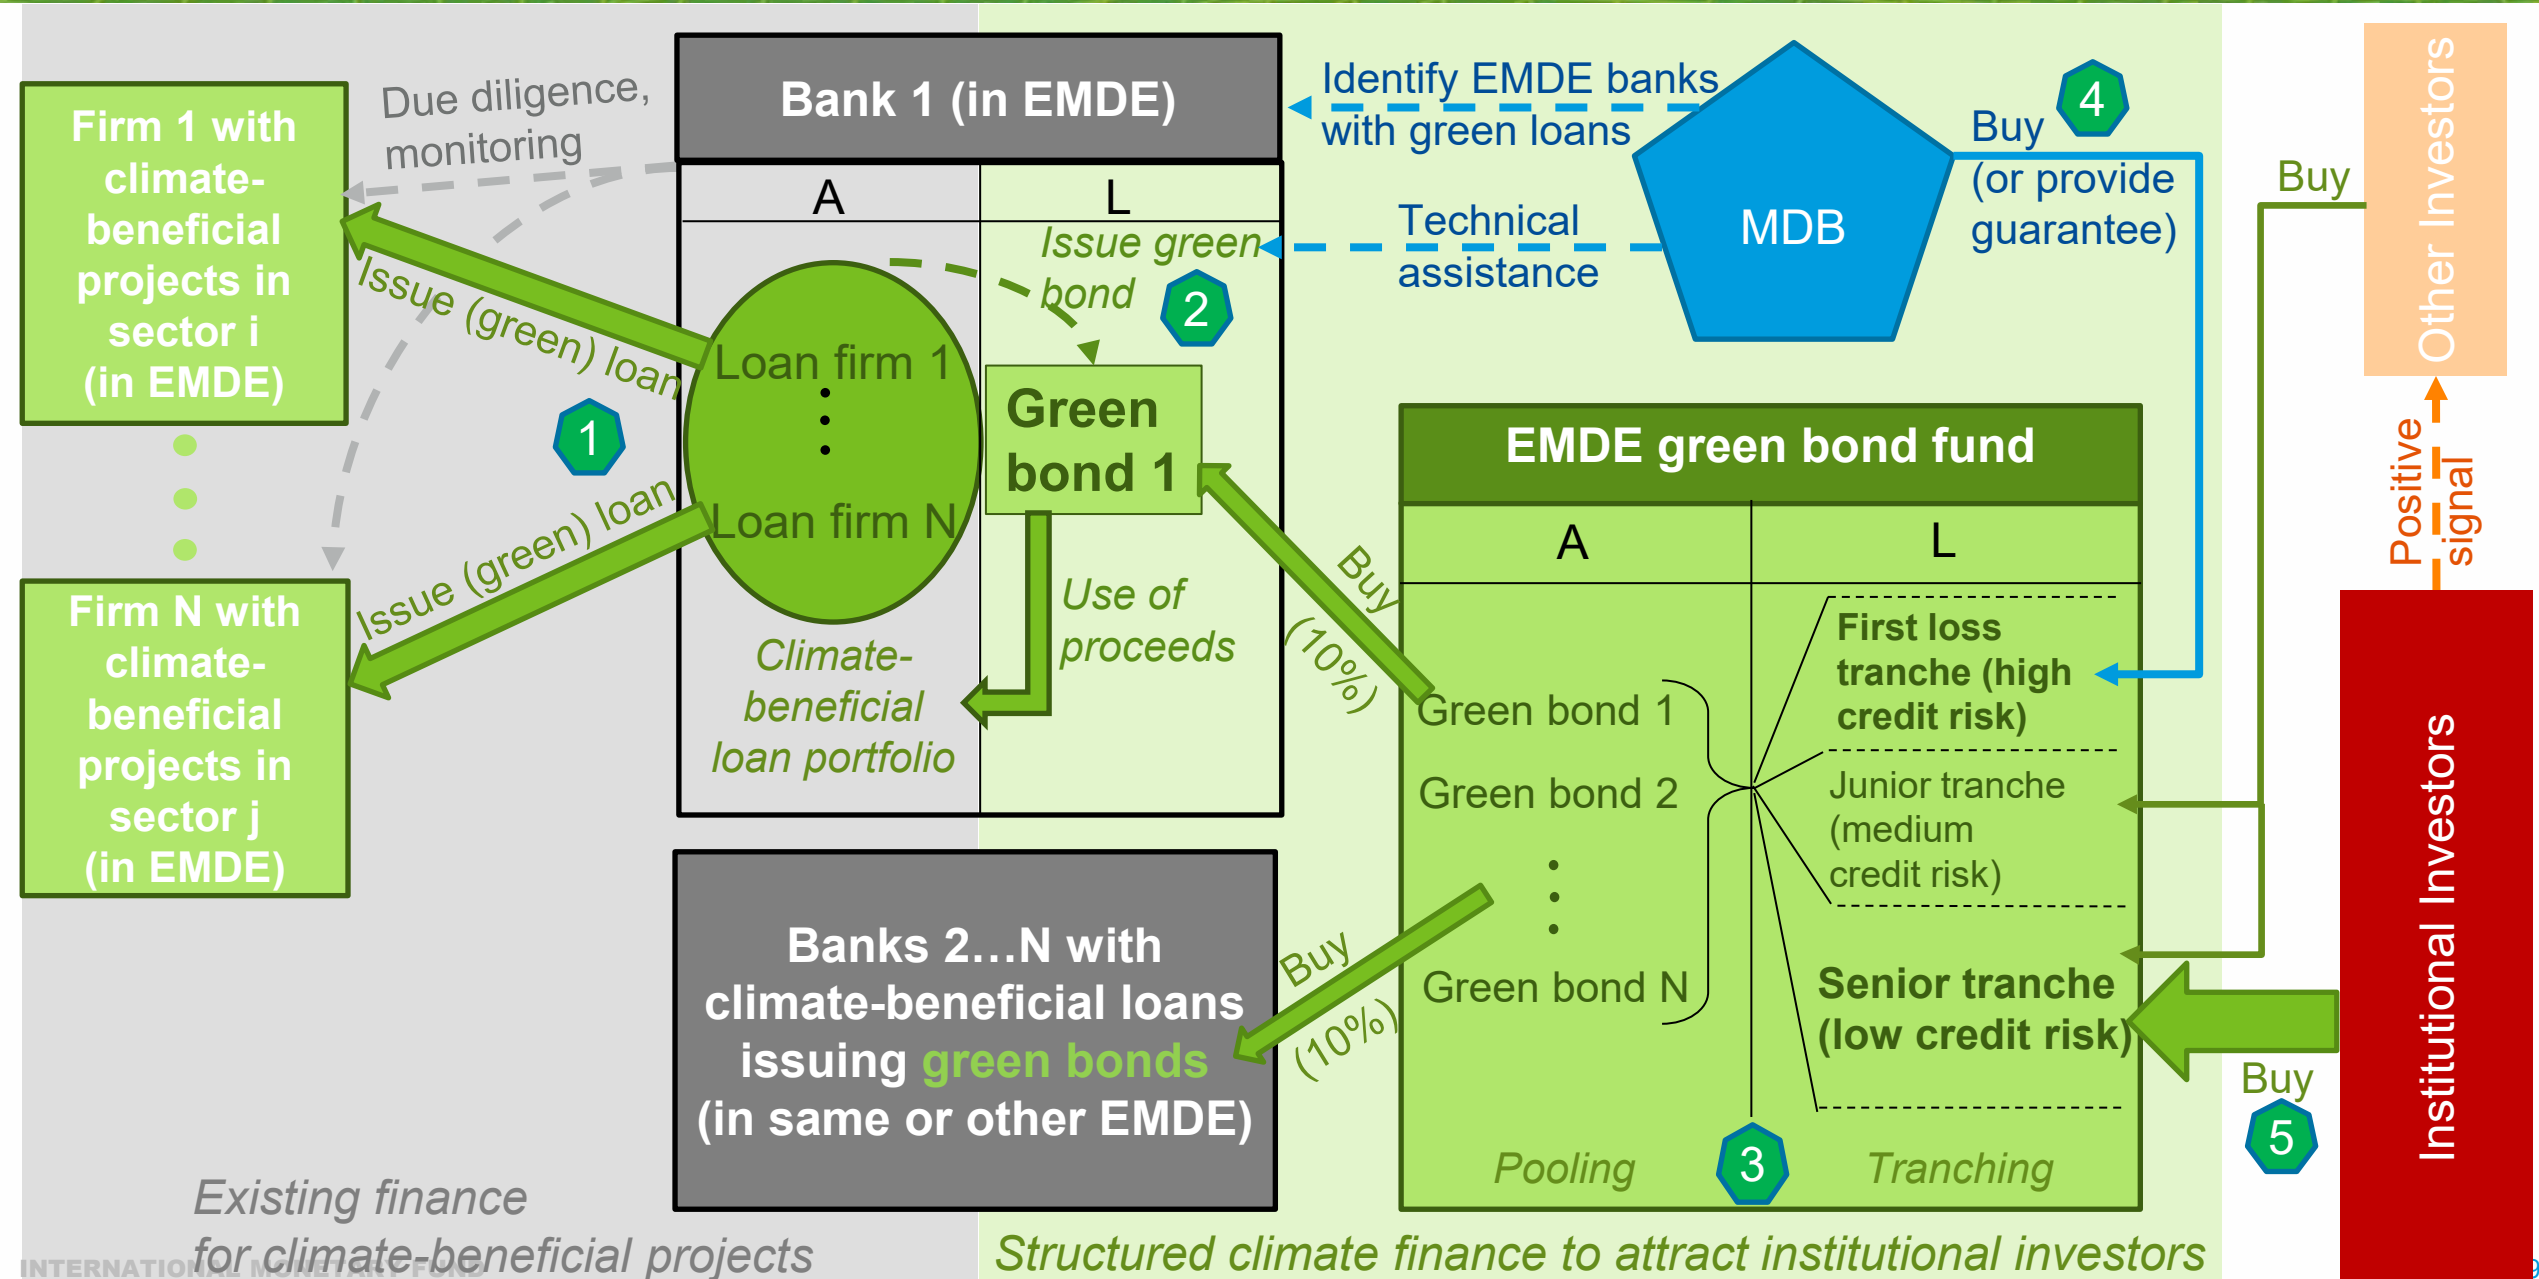 Firm 1 with
climate-
beneficial
projects in
sector i
(in EMDE)
Firm N with
climate-
beneficial
projects in
sector j
(in EMDE)
Due diligence,
monitoring
Issue (green) loan
1
Issue (green) loan
Bank 1 (in EMDE)
A
L
Loan firm 1
Loan firm N
Climate-
beneficial
loan portfolio
Issue green
bond
2
Green
bond 1
Use of
proceeds
Banks 2…N with
climate-beneficial loans
issuing green bonds
(in same or other EMDE)
Identify EMDE banks
with green loans
Technical
assistance
MDB
4
Buy
(or provide
guarantee)
Buy
(10%)
Buy
(10%)
EMDE green bond fund
A
L
Green bond 1
Green bond 2
Green bond N
First loss
tranche (high
credit risk)
Junior tranche
(medium
credit risk)
Senior tranche
(low credit risk)
Pooling
3
Tranching
Buy
Other Investors
Positive
signal
Institutional Investors
Buy
5
Existing finance
for climate-beneficial projects
Structured climate finance to attract institutional investors
INTERNATIONAL MONETARY FUND
9